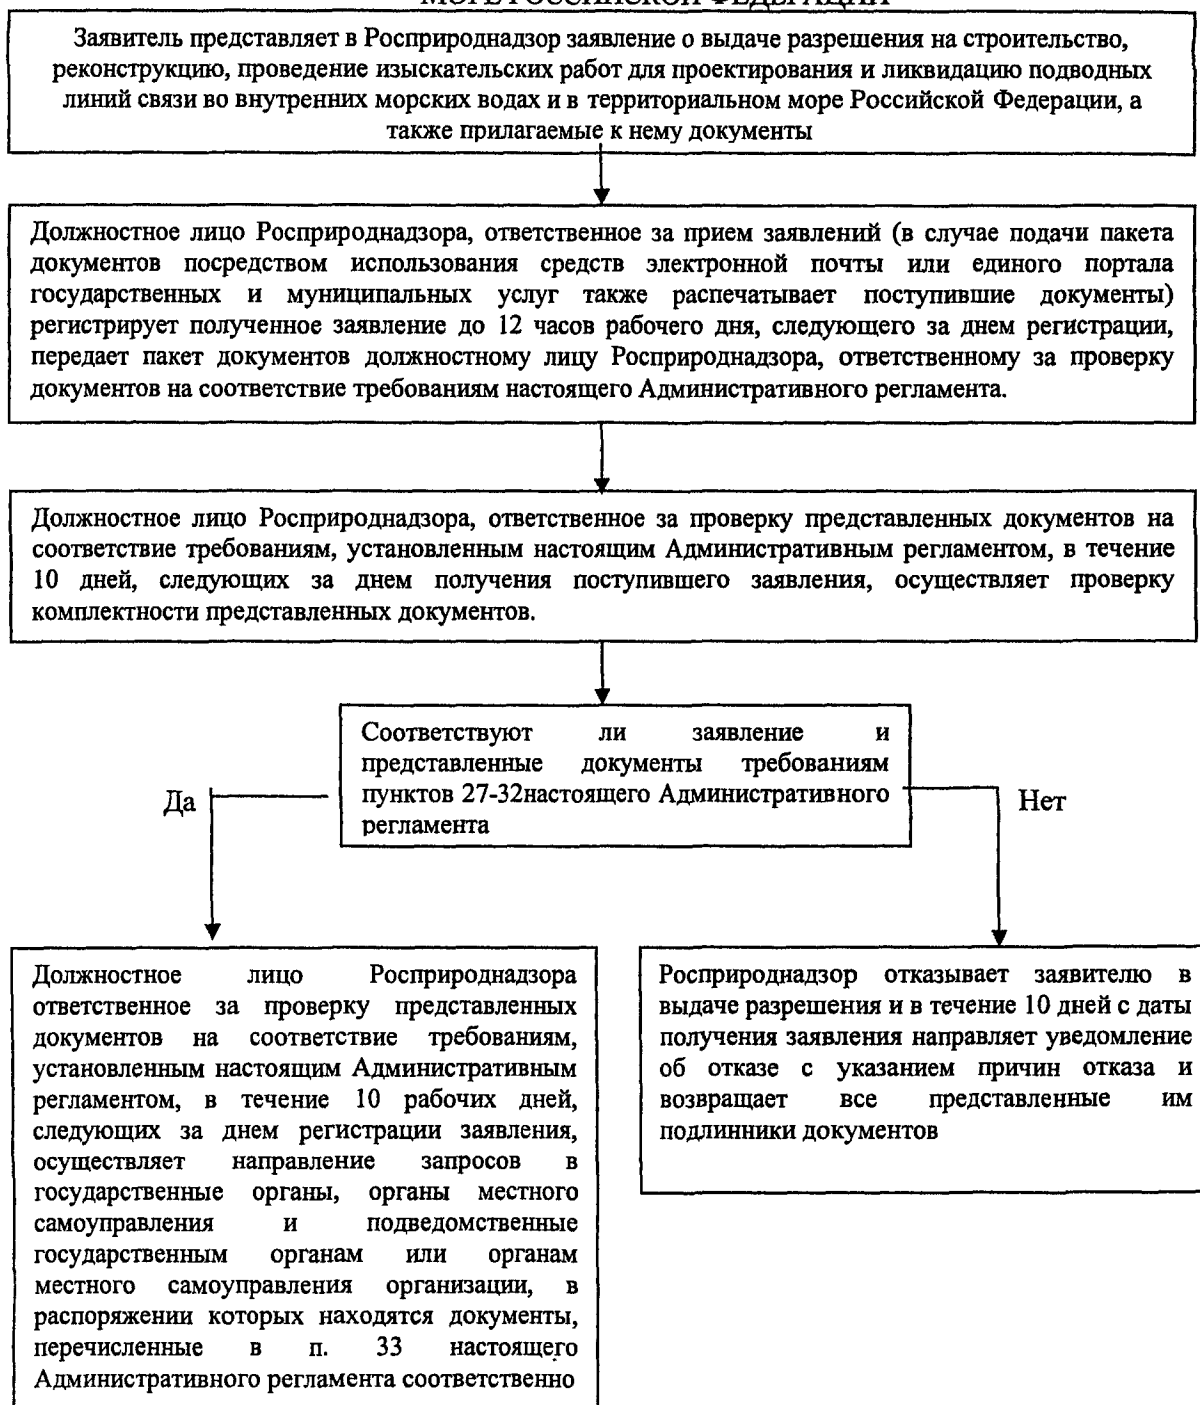 МОРЕ РОССИЙСКОЙ ФЕДЕРАЦИИ
Заявитель представляет в Росприроднадзор заявление о выдаче разрешения на строительство,
реконструкцию, проведение изыскательских работ для проектирования и ликвидацию подводных
линий связи во внутренних морских водах и в территориальном море Российской Федерации, а
также прилагаемые к нему документы
Должностное лицо Росприроднадзора, ответственное за прием заявлений (в случае подачи пакета
документов посредством использования средств электронной почты или единого портала
государственных и муниципальных услуг также распечатывает поступившие документы)
регистрирует полученное заявление до 12 часов рабочего дня, следующего за днем регистрации,
передает пакет документов должностному лицу Росприроднадзора, ответственному за проверку
документов на соответствие требованиям настоящего Административного регламента.
Должностное лицо Росприроднадзора, ответственное за проверку представленных документов на
соответствие требованиям, установленным настоящим Административным регламентом, в течение
10 дней, следующих за днем получения поступившего заявления, осуществляет проверку
комплектности представленных документов.
Соответствуют ли заявление и
представленные документы требованиям
пунктов 27-32настоящего Административного
регламента
Да
Нет
Должностное лицо Росприроднадзора
ответственное за проверку представленных
документов на соответствие требованиям,
установленным настоящим Административным
регламентом, в течение 10 рабочих дней,
следующих за днем регистрации заявления,
осуществляет направление запросов в
государственные органы, органы местного
самоуправления и подведомственные
государственным органам или органам
местного самоуправления организации, в
распоряжении которых находятся документы,
перечисленные в п. 33 настоящего
Административного регламента соответственно
Росприроднадзор отказывает заявителю в
выдаче разрешения и в течение 10 дней с даты
получения заявления направляет уведомление
об отказе с указанием причин отказа и
возвращает все представленные им
подлинники документов